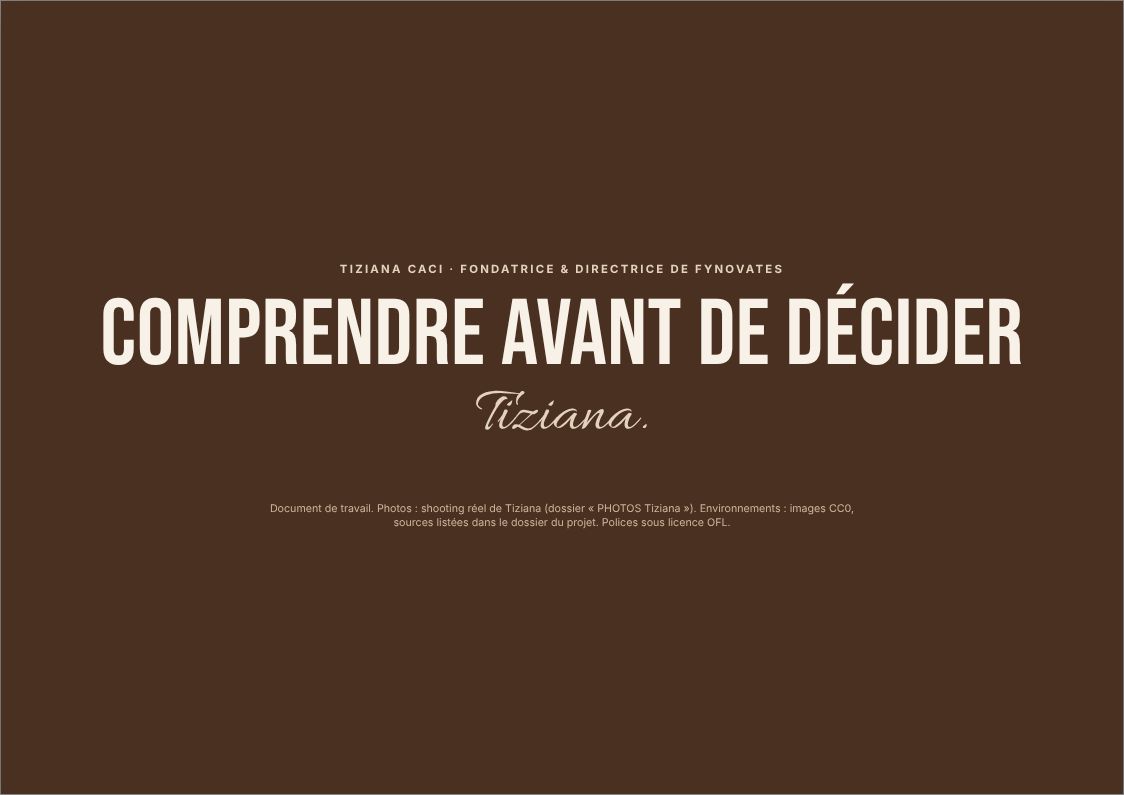 TIZIANA CACI · FONDATRICE & DIRECTRICE DE FYNOVATES
COMPRENDRE AVANT DE DÉCIDER
Tiziana.
Document de travail. Photos : shooting réel de Tiziana (dossier « PHOTOS Tiziana »). Environnements : images CC0,
sources listées dans le dossier du projet. Polices sous licence OFL.